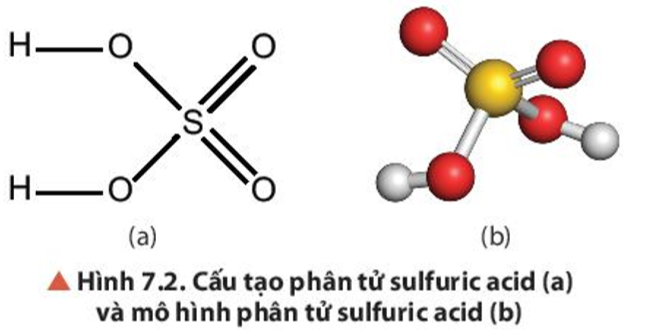 H O O
S
H O O
(a) (b)
▲ Hình 7.2. Cấu tạo phân tử sulfuric acid (a)
và mô hình phân tử sulfuric acid (b)